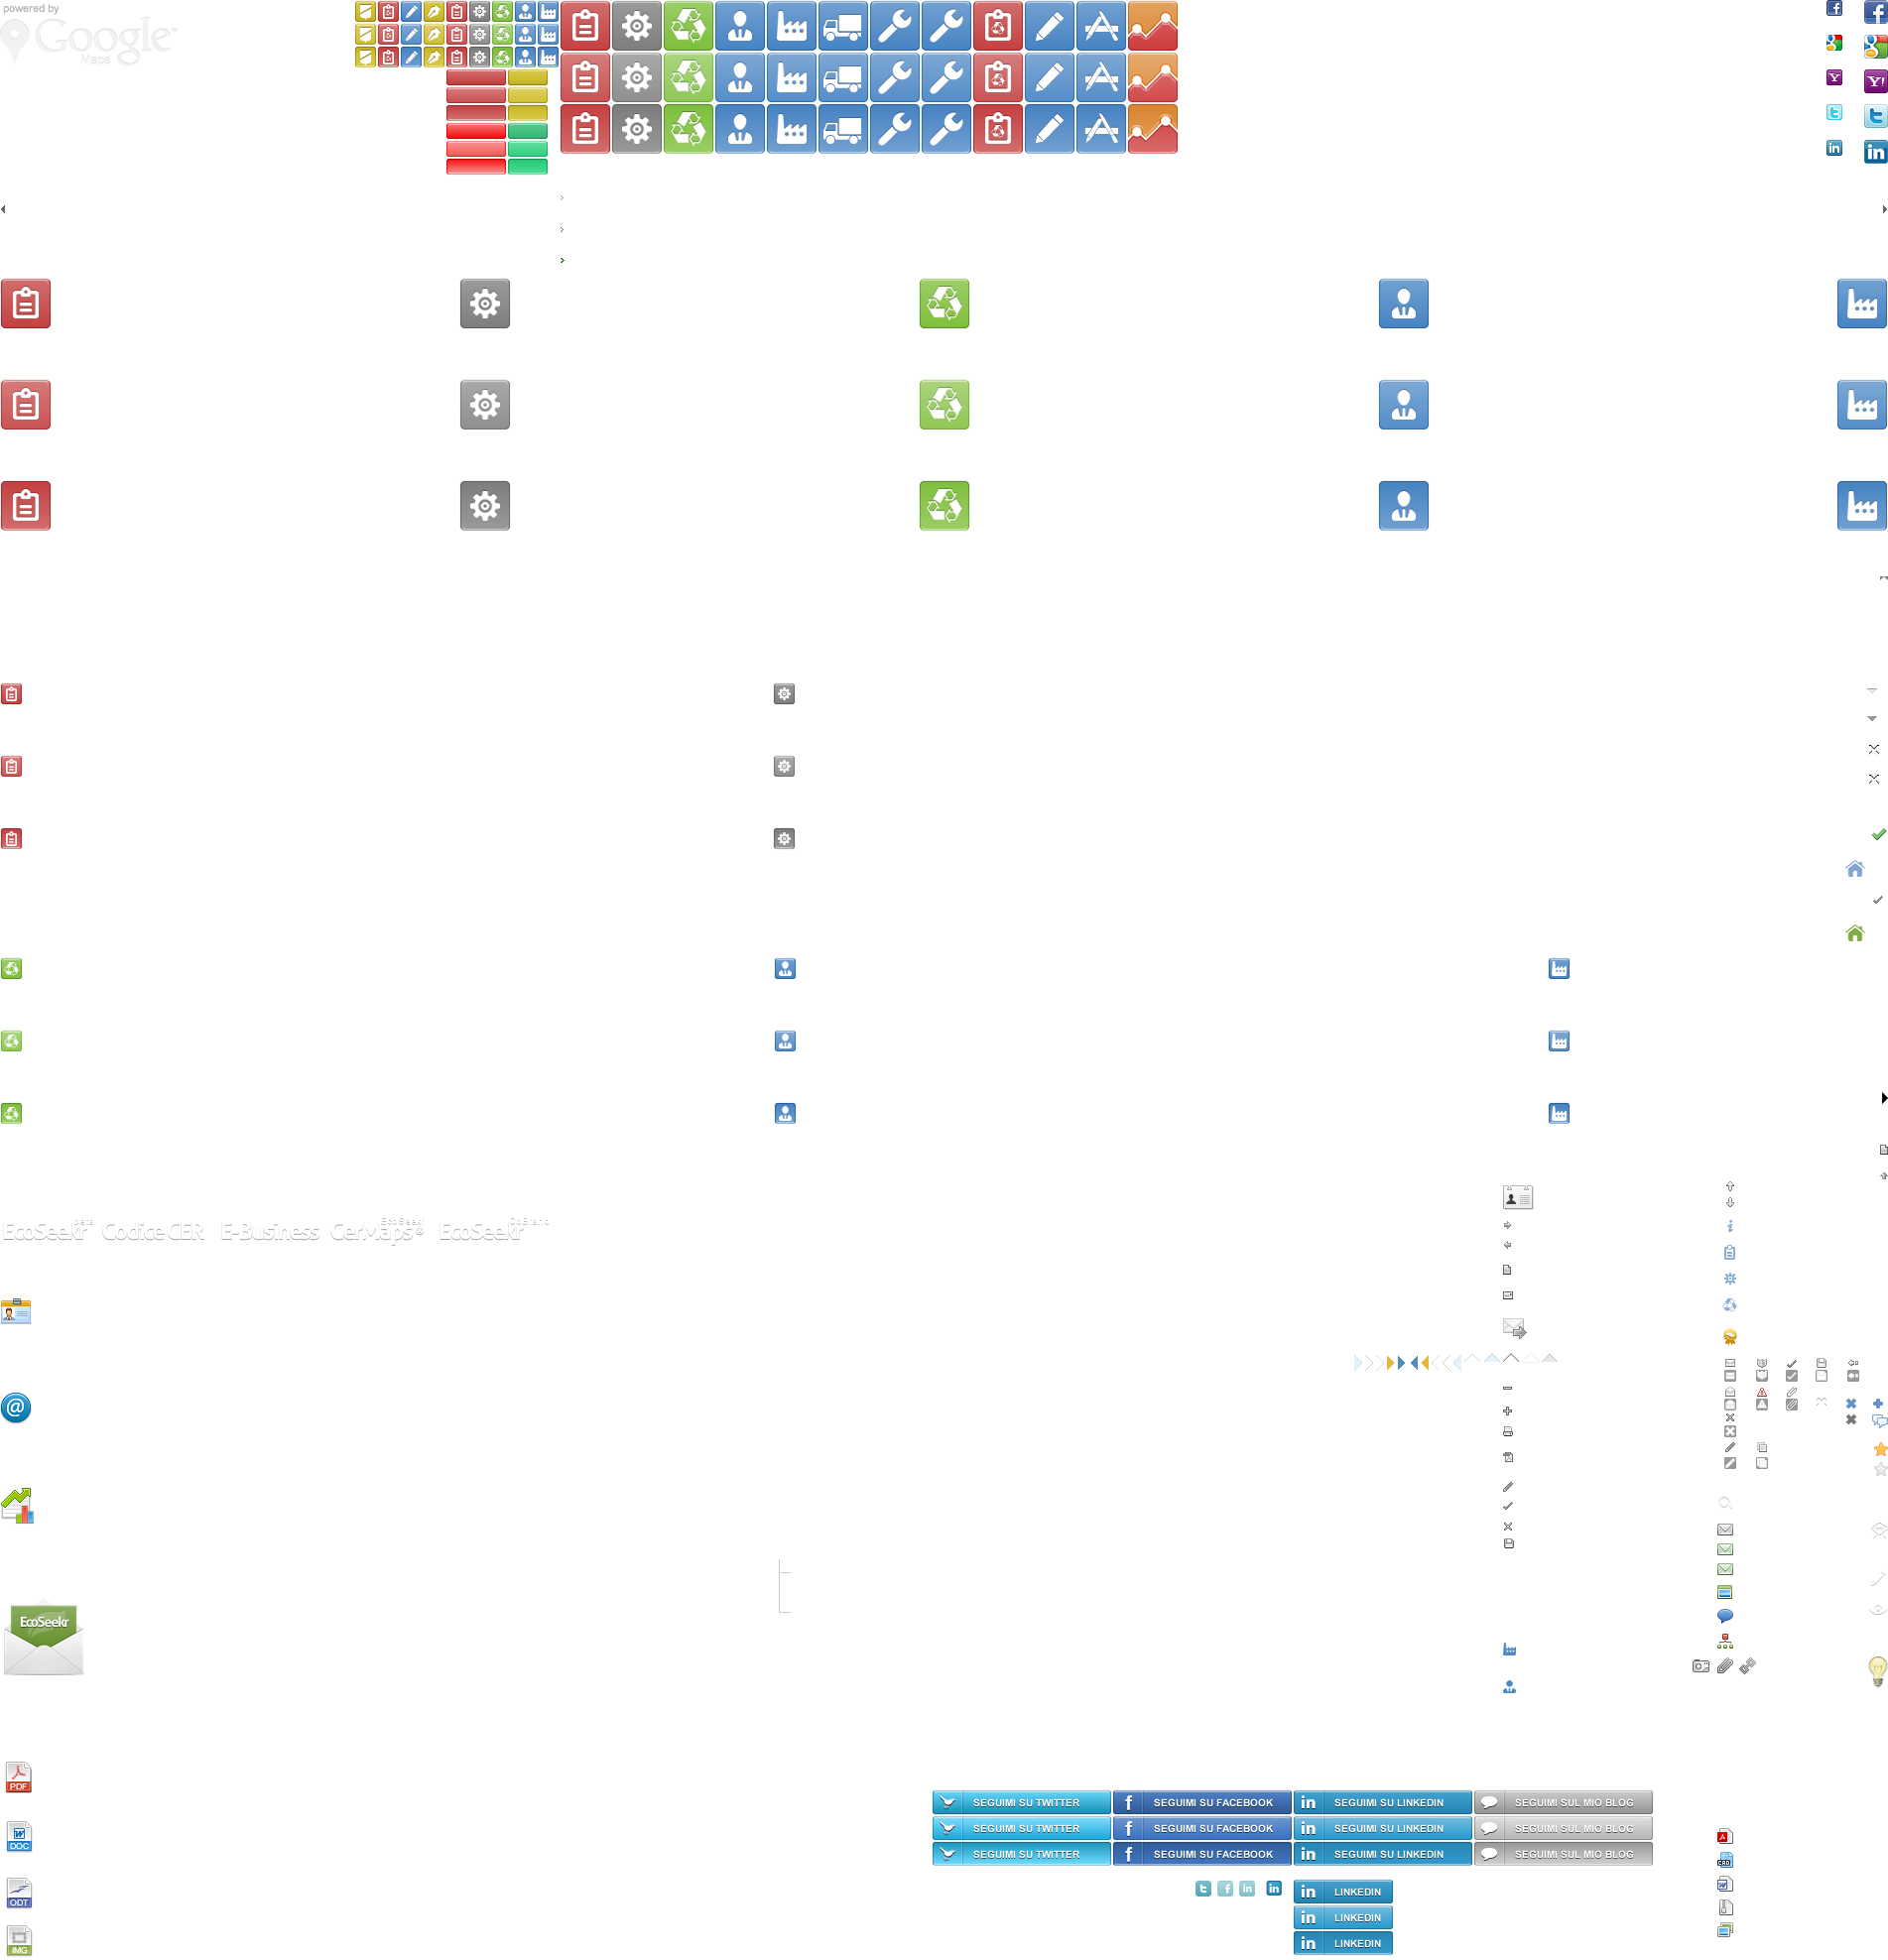 powered by
Google™
Maps
EcoSeekr beta
Codice CER
E-Business
CerMaps® EcoSeekr
EcoSeekr CoBrand
EcoSeekr
PDF
DOC
ODT
IMG
SEGUIMI SU TWITTER SEGUIMI SU FACEBOOK SEGUIMI SU LINKEDIN SEGUIMI SUL MIO BLOG
SEGUIMI SU TWITTER SEGUIMI SU FACEBOOK SEGUIMI SU LINKEDIN SEGUIMI SUL MIO BLOG
SEGUIMI SU TWITTER SEGUIMI SU FACEBOOK SEGUIMI SU LINKEDIN SEGUIMI SUL MIO BLOG
LINKEDIN
LINKEDIN
LINKEDIN